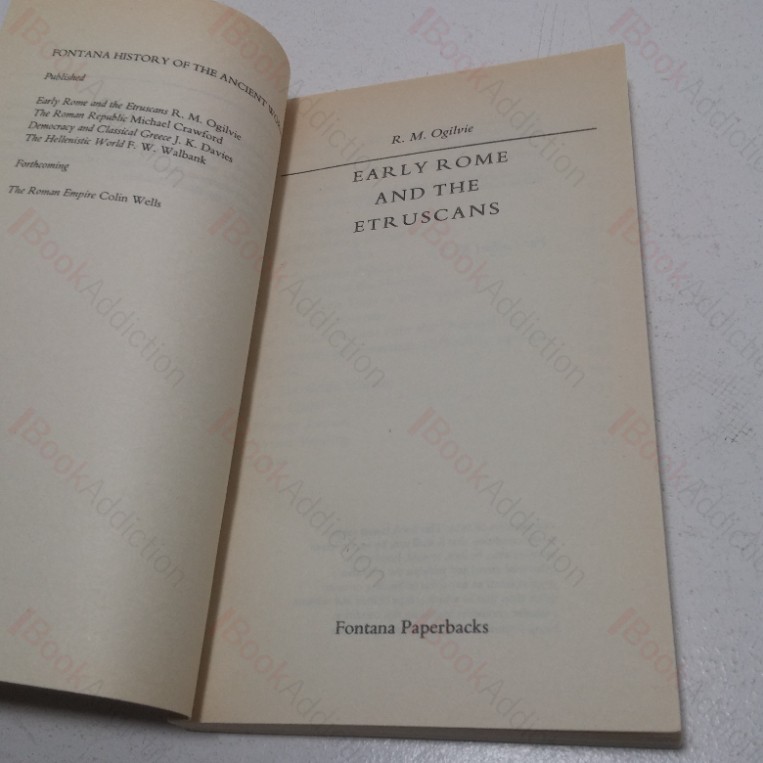 FONTANA HISTORY OF THE ANCIENT
Published
Early Rome and the Etruscans R. M. Ogilvie
The Roman Republic Michael Crawford
Democracy and Classical Greece J. K. Davies
The Hellenistic World F. W. Walbank
Forthcoming
The Roman Empire Colin Wells
R. M. Ogilvie
EARLY ROME
AND THE
ETRUSCANS
Fontana Paperbacks
BookAddiction